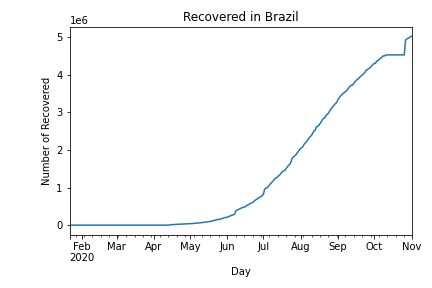 Recovered in Brazil
1e6
5
4
3
2
1
0
Number of Recovered
Feb Mar Apr May Jun Jul Aug Sep Oct Nov
2020
Day